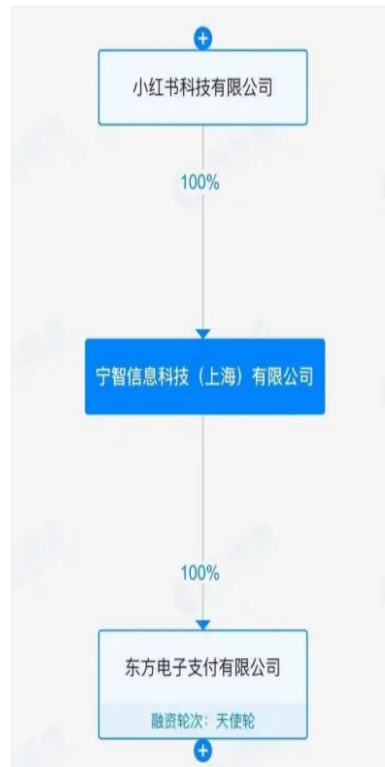 小红书科技有限公司
100%
宁智信息科技（上海）有限公司
100%
东方电子支付有限公司
融资轮次：天使轮